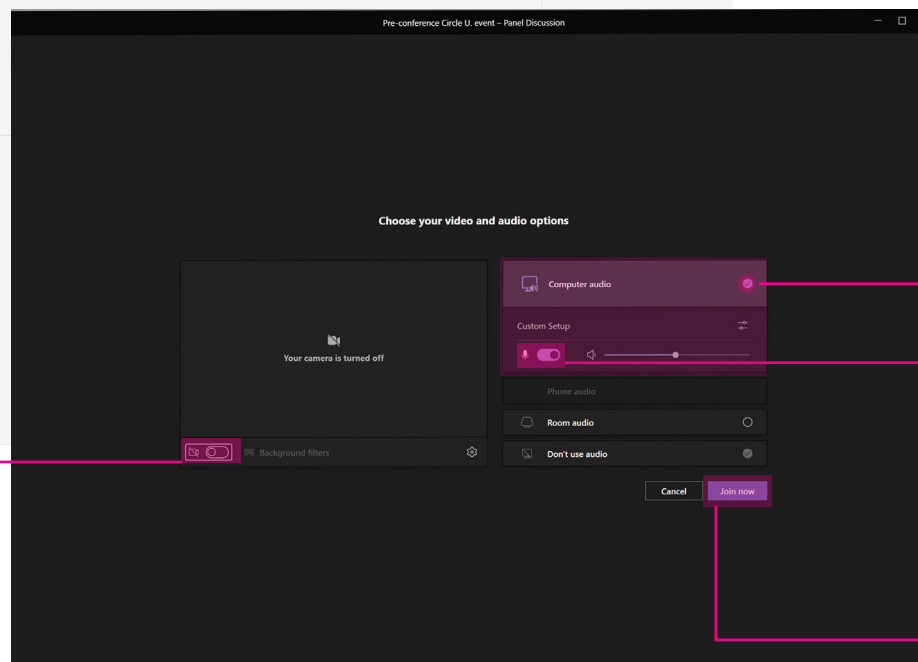 Pre-conference Circle U. event – Panel Discussion
Choose your video and audio options
Your camera is turned off
Background filters
Computer audio
Custom Setup
Phone audio
Room audio
Don't use audio
Cancel
Join now